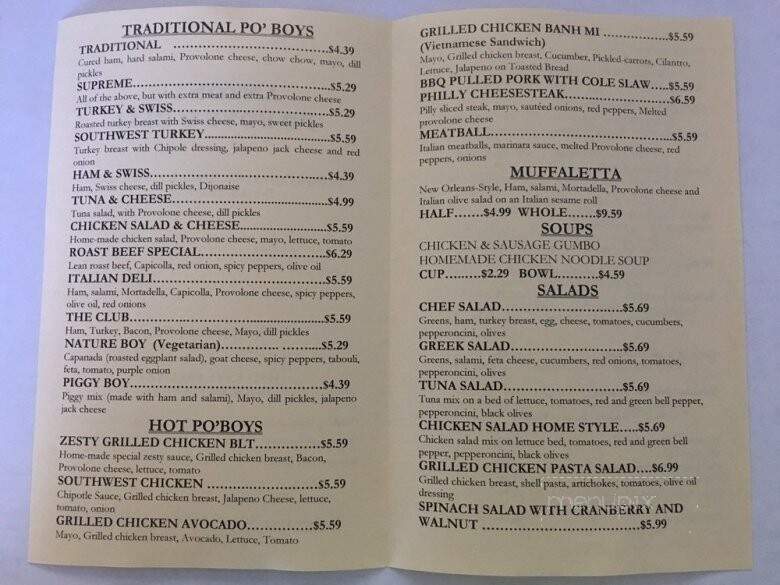 TRADITIONAL PO' BOYS
TRADITIONAL ..............................$4.39
Cured ham, hard salami, Provolone cheese, chow chow, mayo, dill
pickles
SUPREME............................................$5.29
All of the above, but with extra meat and extra Provolone cheese
TURKEY & SWISS................................$5.29
Roasted turkey breast with Swiss cheese, mayo, sweet pickles
SOUTHWEST TURKEY..........................$5.59
Turkey breast with Chipole dressing, jalapeno jack cheese and red
onion
HAM & SWISS....................................$4.39
Ham, Swiss cheese, dill pickles, Dijonaise
TUNA & CHEESE................................$4.99
Tuna salad, with Provolone cheese, dill pickles
CHICKEN SALAD & CHEESE...................$5.59
Home-made chicken salad, Provolone cheese, mayo, lettuce, tomato
ROAST BEEF SPECIAL...........................$6.29
Lean roast beef, Capicolla, red onion, spicy peppers, olive oil
ITALIAN DELI....................................$5.59
Ham, salami, Mortadella, Capicolla, Provolone cheese, spicy peppers,
olive oil, red onions
THE CLUB........................................$5.59
Ham, Turkey, Bacon, Provolone cheese, Mayo, dill pickles
NATURE BOY (Vegetarian)............. .......$5.29
Capanada (roasted eggplant salad), goat cheese, spicy peppers, tabouli,
feta, tomato, purple onion
PIGGY BOY......................................$4.39
Piggy mix (made with ham and salami), Mayo, dill pickles, jalapeno
jack cheese
HOT PO'BOYS
ZESTY GRILLED CHICKEN BLT...............$5.59
Home-made special zesty sauce, Grilled chicken breast, Bacon,
Provolone cheese, lettuce, tomato
SOUTHWEST CHICKEN ......................$5.59
Chipotle Sauce, Grilled chicken breast, Jalapeno Cheese, lettuce,
tomato, onion
GRILLED CHICKEN AVOCADO...............$5.59
Mayo, Grilled chicken breast, Avocado, Lettuce, Tomato
GRILLED CHICKEN BANH MI ...............$5.59
(Vietnamese Sandwich)
Mayo, Grilled chicken breast, Cucumber, Pickled-carrots, Cilantro,
Lettuce, Jalapeno on Toasted Bread
BBQ PULLED PORK WITH COLE SLAW.....$5.59
PHILLY CHEESESTEAK.......................$6.59
Pilly sliced steak, mayo, sautéed onions, red peppers, Melted
provolone cheese
MEATBALL.......................................$5.59
Italian meatballs, marinara sauce, melted Provolone cheese, red
peppers, onions
MUFFALETTA
New Orleans-Style, Ham, salami, Mortadella, Provolone cheese and
Italian olive salad on an Italian sesame roll
HALF.......$4.99 WHOLE.......$9.59
SOUPS
CHICKEN & SAUSAGE GUMBO
HOMEMADE CHICKEN NOODLE SOUP
CUP.........$2.29 BOWL..........$4.59
SALADS
CHEF SALAD...........................$5.69
Greens, ham, turkey breast, egg, cheese, tomatoes, cucumbers,
pepperoncini, olives
GREEK SALAD..........................$5.69
Greens, salami, feta cheese, cucumbers, red onions, tomatoes,
pepperoncini, olives
TUNA SALAD...........................$5.69
Tuna mix on a bed of lettuce, tomatoes, red and green bell pepper,
pepperoncini, black olives
CHICKEN SALAD HOME STYLE.....$5.69
Chicken salad mix on lettuce bed, tomatoes, red and green bell
pepper, pepperoncini, black olives
GRILLED CHICKEN PASTA SALAD....$6.99
Grilled chicken breast, shell pasta, artichokes, tomatoes, olive oil
dressing
menupix
SPINACH SALAD WITH CRANBERRY AND
WALNUT ...............................$5.99